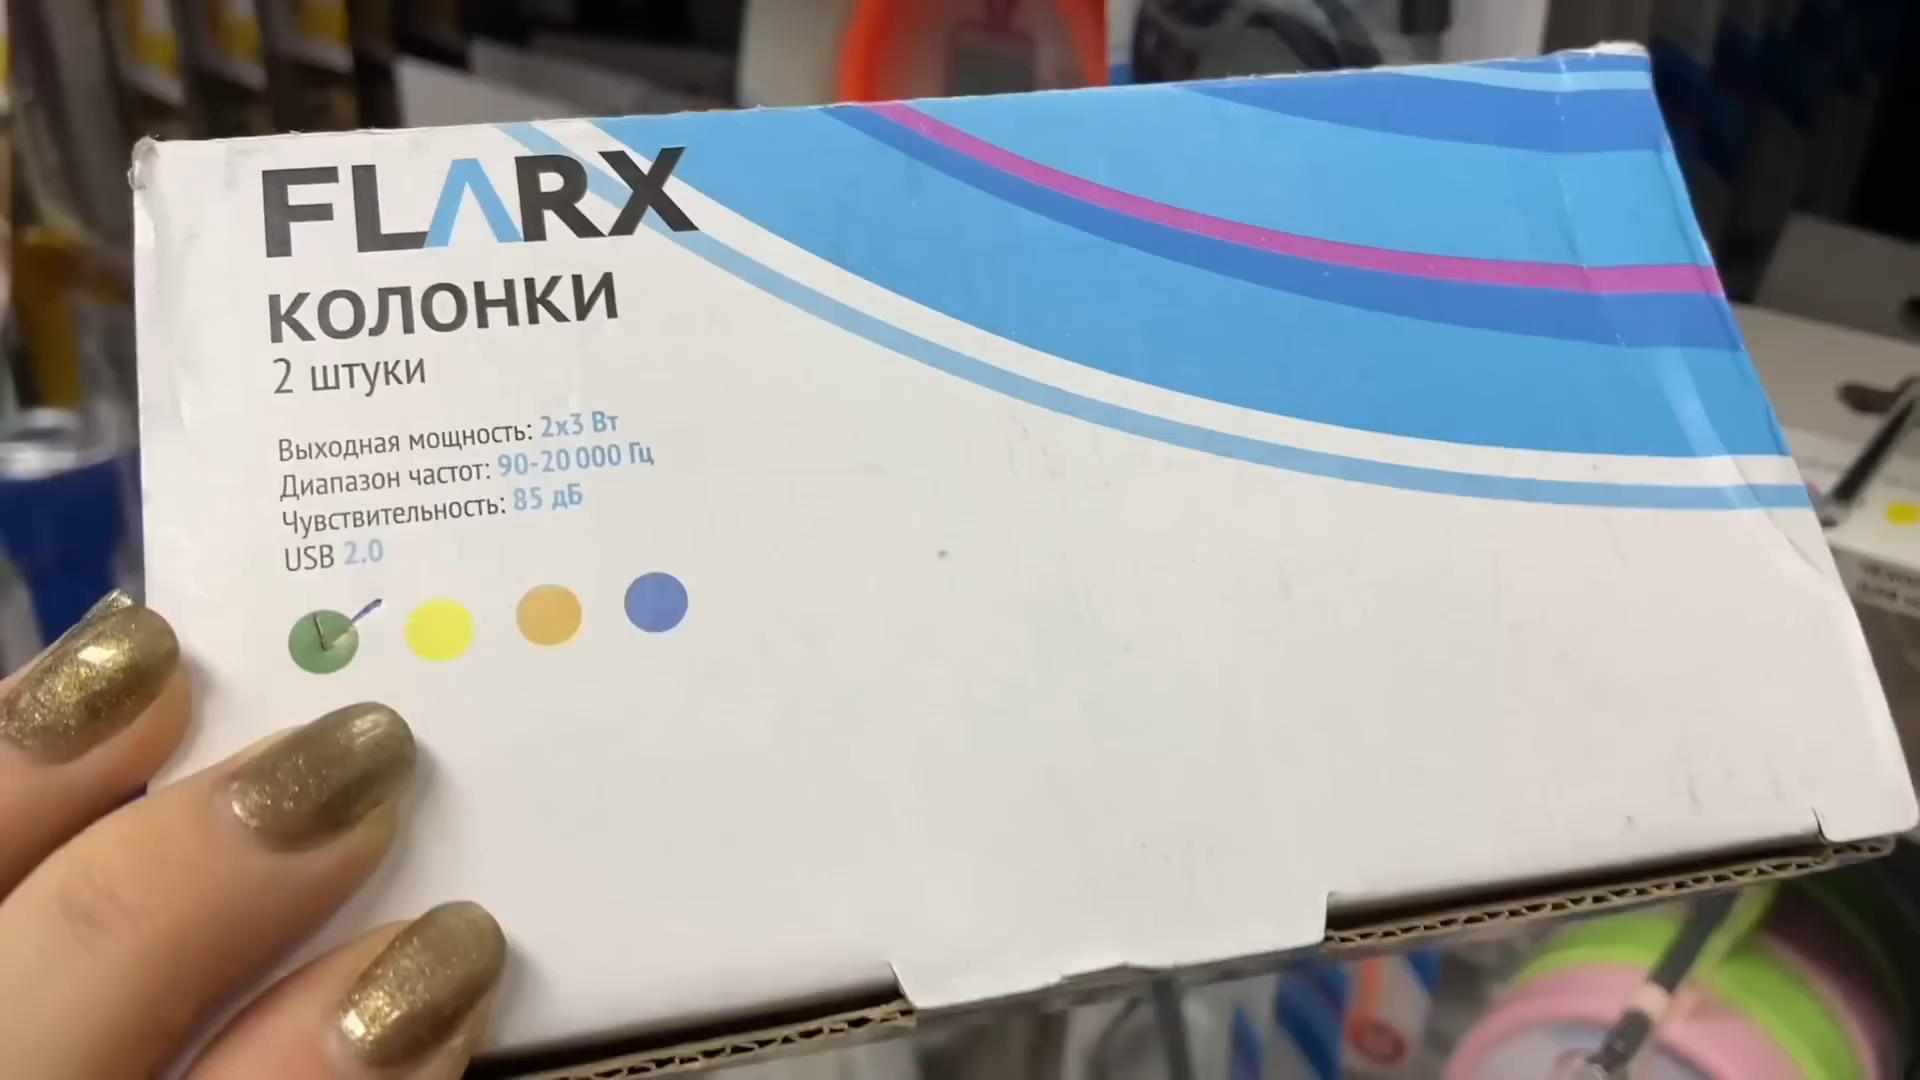 FLARX
КОЛОНКИ
2 штуки
Выходная мощность: 2x3 Вт
Диапазон частот: 90-20 000 Гц
Чувствительность: 85 дБ
USB 2.0